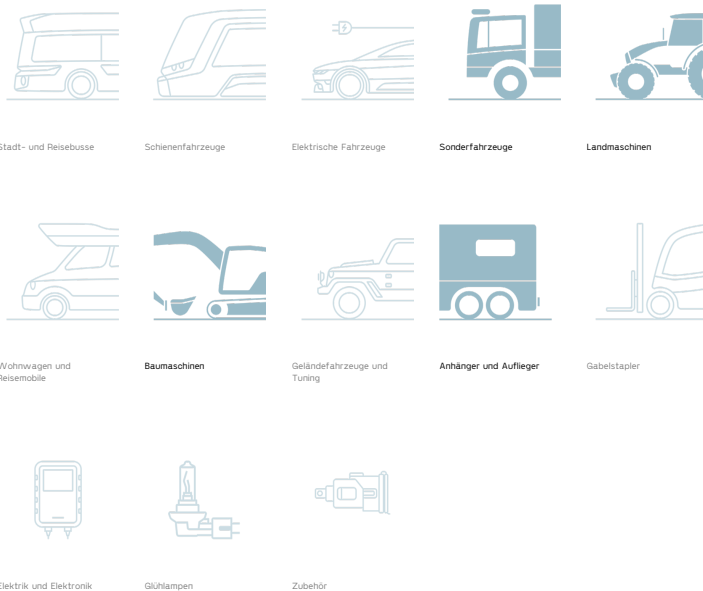 Stadt- und Reisebusse
Schienenfahrzeuge
Elektrische Fahrzeuge
Sonderfahrzeuge
Landmaschinen
Wohnwagen und
Reisemobile
Baumaschinen
Geländefahrzeuge und
Tuning
Anhänger und Auflieger
Gabelstapler
Elektrik und Elektronik
Glühlampen
Zubehör